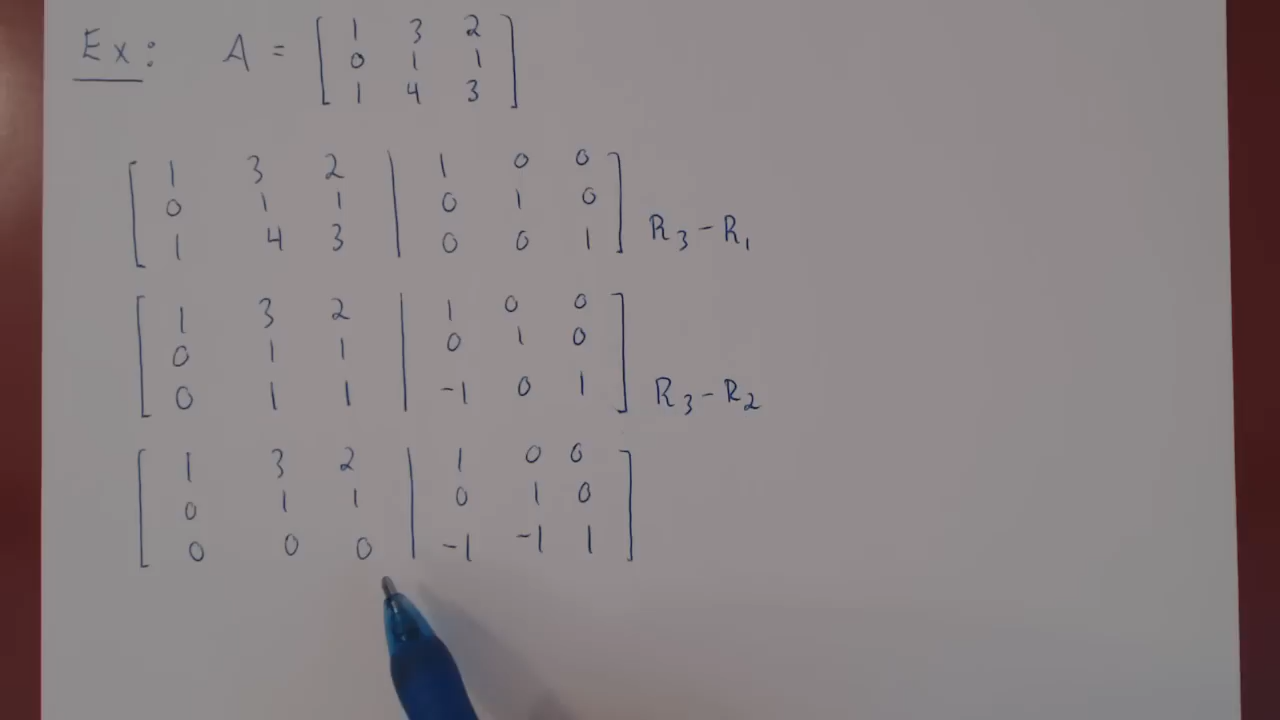 Ex: A = [ 1 3 2
0 1 1
1 4 3 ]
[ 1 3 2 | 1 0 0
0 1 1 | 0 1 0
1 4 3 | 0 0 1 ] R3 - R1
[ 1 3 2 | 1 0 0
0 1 1 | 0 1 0
0 1 1 | -1 0 1 ] R3 - R2
[ 1 3 2 | 1 0 0
0 1 1 | 0 1 0
0 0 0 | -1 -1 1 ]